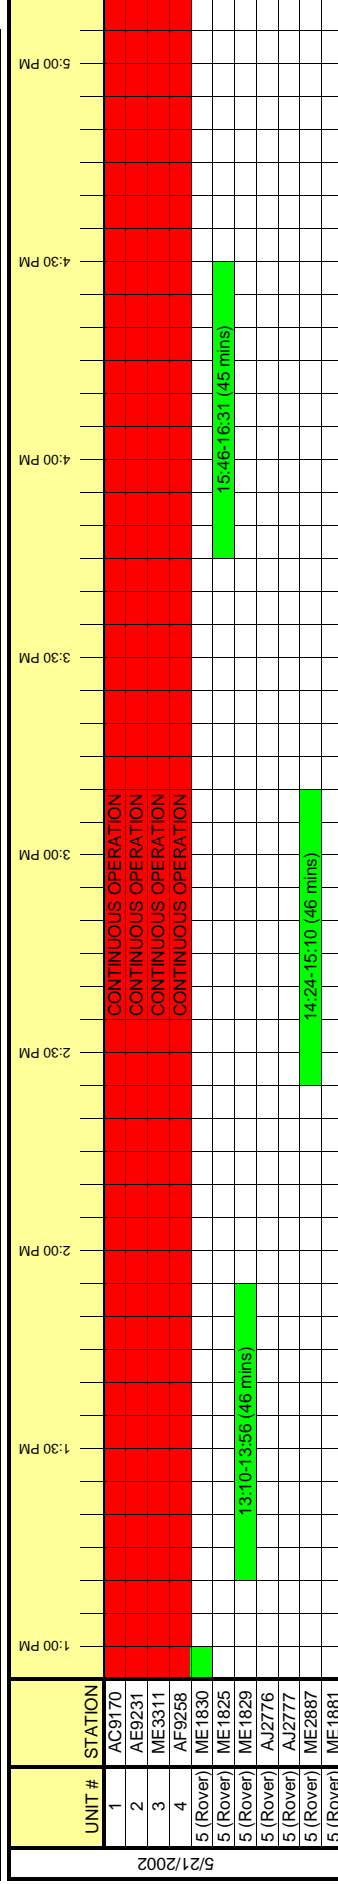 5/21/2002
UNIT # STATION 1:00 PM 1:30 PM 2:00 PM 2:30 PM 3:00 PM 3:30 PM 4:00 PM 4:30 PM 5:00 PM
1 AC9170 CONTINUOUS OPERATION
2 AE9231 CONTINUOUS OPERATION
3 ME3311 CONTINUOUS OPERATION
4 AF9258 CONTINUOUS OPERATION
5 (Rover) ME1830
5 (Rover) ME1825 15:46-16:31 (45 mins)
5 (Rover) ME1829 13:10-13:56 (46 mins)
5 (Rover) AJ2776
5 (Rover) AJ2777
5 (Rover) ME2887 14:24-15:10 (46 mins)
5 (Rover) ME1881